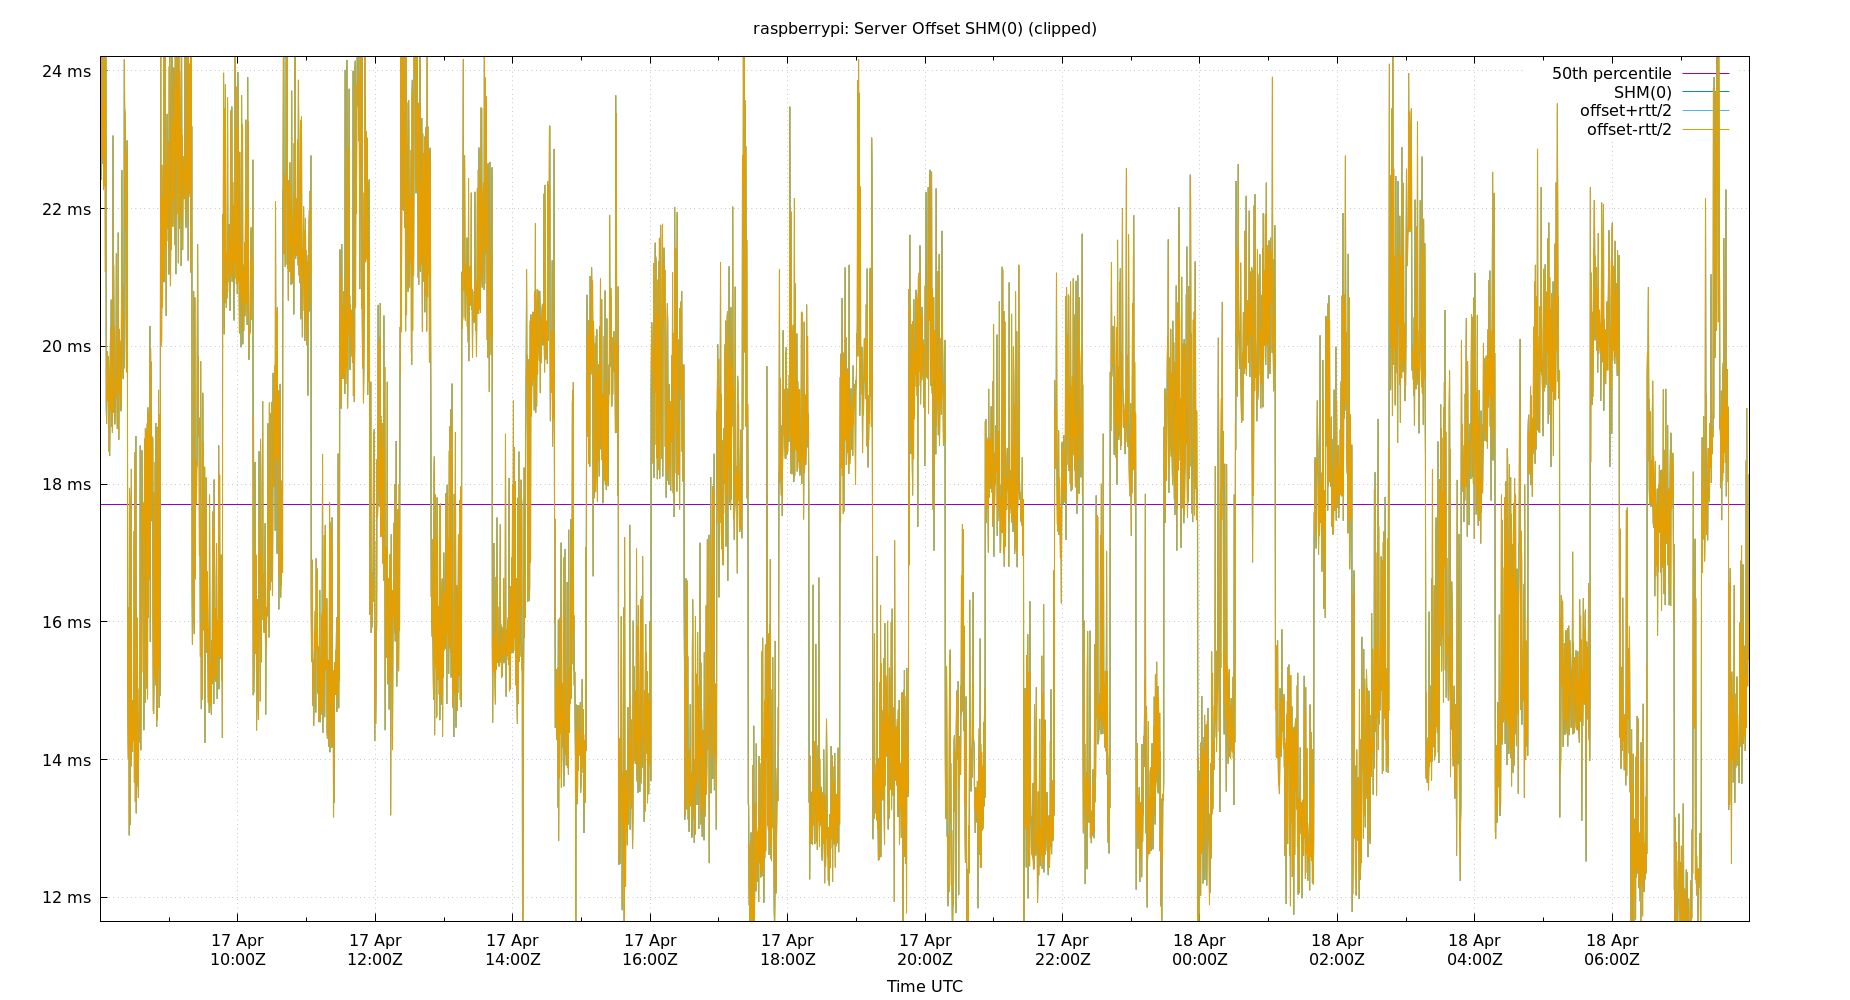 raspberrypi: Server Offset SHM(0) (clipped)
24 ms
22 ms
20 ms
18 ms
16 ms
14 ms
12 ms
50th percentile
SHM(0)
offset+rtt/2
offset-rtt/2
17 Apr 17 Apr 17 Apr 17 Apr 17 Apr 17 Apr 17 Apr 18 Apr 18 Apr 18 Apr 18 Apr
10:00Z 12:00Z 14:00Z 16:00Z 18:00Z 20:00Z 22:00Z 00:00Z 02:00Z 04:00Z 06:00Z
Time UTC